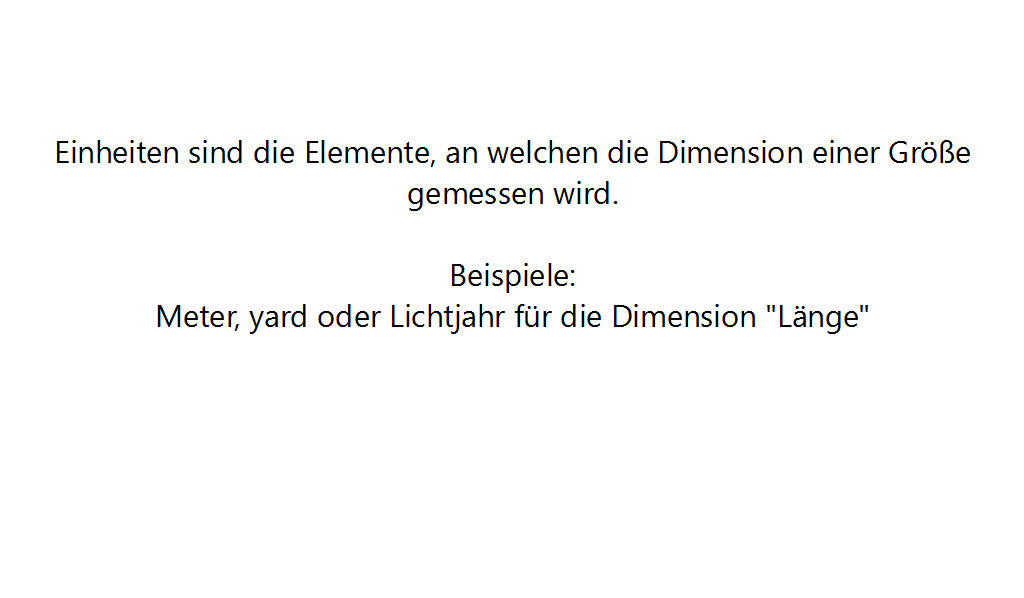 Einheiten sind die Elemente, an welchen die Dimension einer Größe
gemessen wird.
Beispiele:
Meter, yard oder Lichtjahr für die Dimension "Länge"